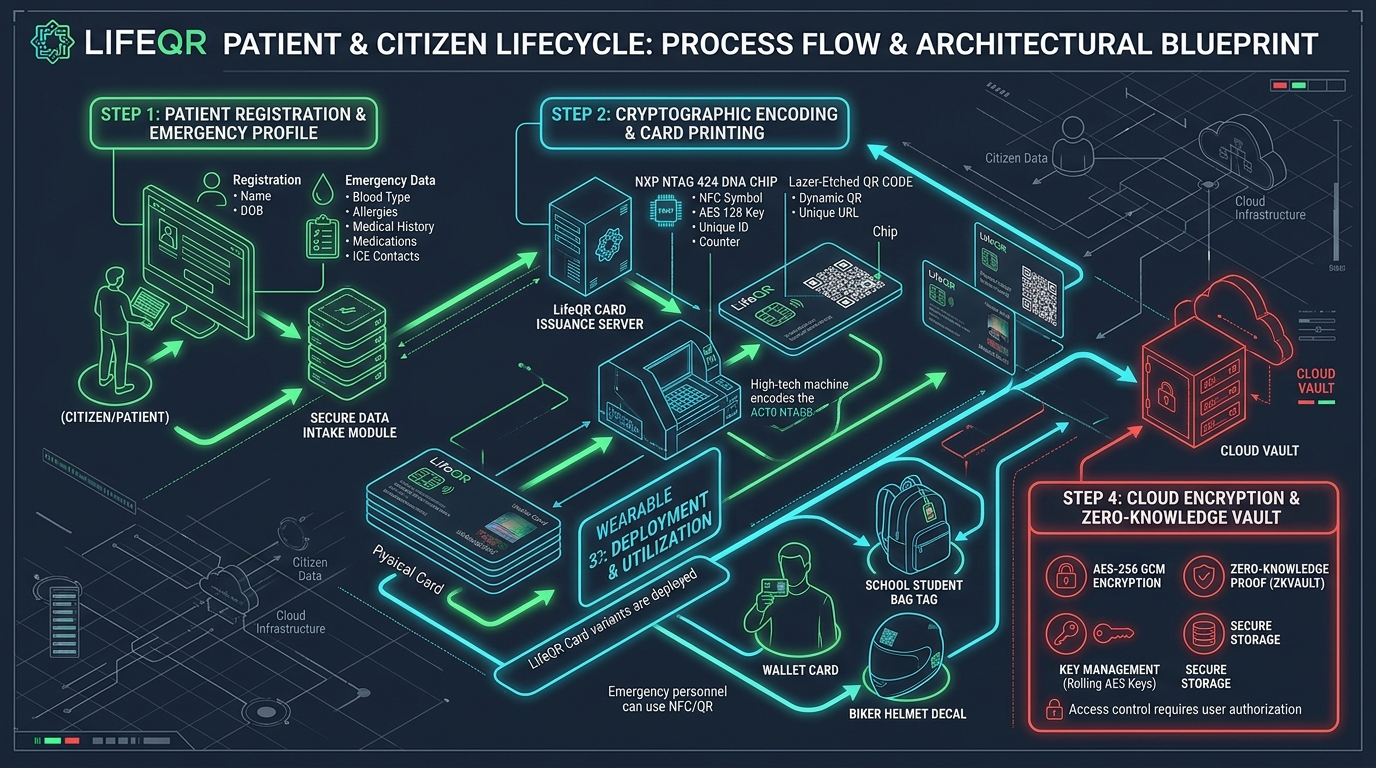 LIFEQR PATIENT & CITIZEN LIFECYCLE: PROCESS FLOW & ARCHITECTURAL BLUEPRINT
STEP 1: PATIENT REGISTRATION &
EMERGENCY PROFILE
Registration
• Name
• DOB
Emergency Data
• Blood Type
• Allergies
• Medical History
• Medications
• ICE Contacts
(CITIZEN/PATIENT)
SECURE DATA
INTAKE MODULE
STEP 2: CRYPTOGRAPHIC ENCODING
& CARD PRINTING
NXP NTAG 424 DNA CHIP
• NFC Symbol
• AES 128 Key
• Unique ID
• Counter
Lazer-Etched QR CODE
• Dynamic QR
• Unique URL
Chip
LifeQR CARD
ISSUANCE SERVER
LifeQR
LifeQR
LifeQR
High-tech machine
encodes the
ACT0 NTABB
Citizen Data
Cloud
Infrastructure
CLOUD
VAULT
CLOUD VAULT
LifeQR
Plysical Card
WEARABLE
3?: DEPLOYMENT
& UTILIZATION
LifeQR Card variants are deployed
Emergency personnel
can use NFC/QR
WALLET CARD
SCHOOL STUDENT
BAG TAG
BIKER HELMET DECAL
Citizen
Data
Cloud
Infrastructure
STEP 4: CLOUD ENCRYPTION &
ZERO-KNOWLEDGE VAULT
AES-256 GCM
ENCRYPTION
ZERO-KNOWLEDGE
PROOF (ZKVAULT)
KEY MANAGEMENT
(Rolling AES Keys)
SECURE
STORAGE
SECURE
STORAGE
Access control requires user authorization